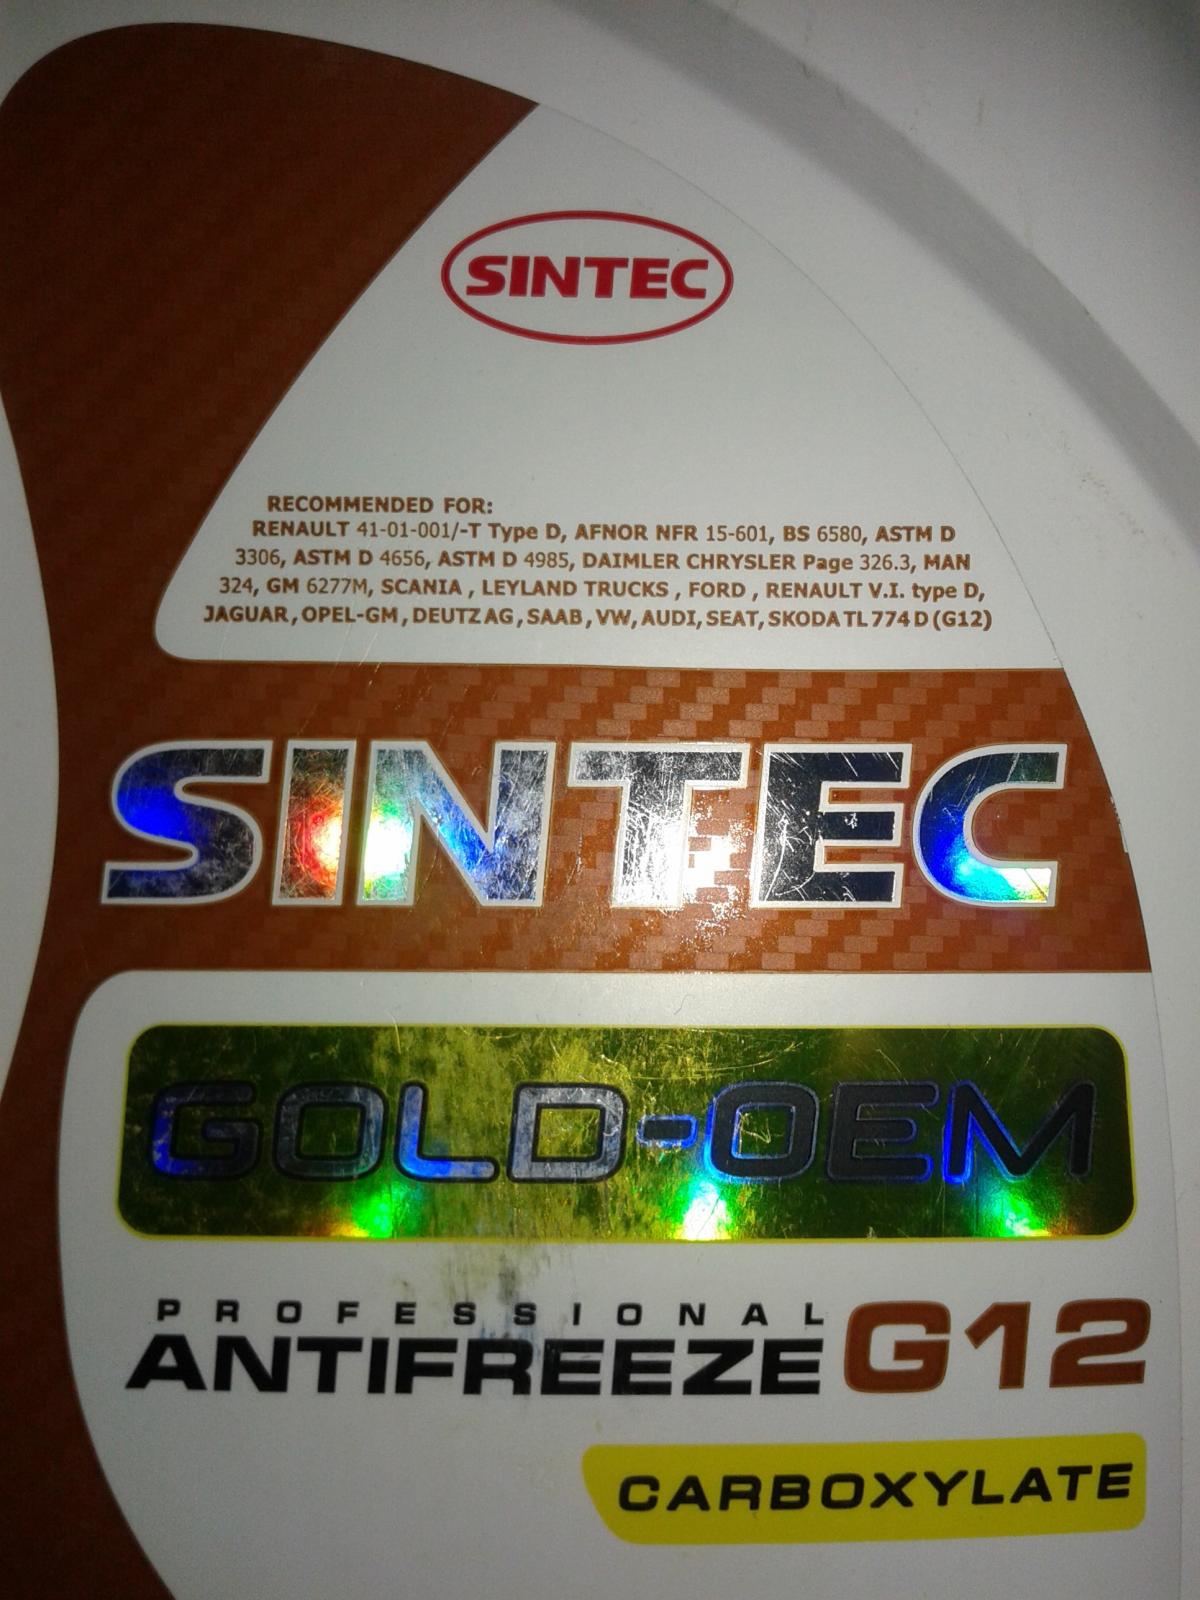 SINTEC
RECOMMENDED FOR:
RENAULT 41-01-001/-T Type D, AFNOR NFR 15-601, BS 6580, ASTM D
3306, ASTM D 4656, ASTM D 4985, DAIMLER CHRYSLER Page 326.3, MAN
324, GM 6277M, SCANIA , LEYLAND TRUCKS , FORD , RENAULT V.I. type D,
JAGUAR, OPEL-GM, DEUTZ AG, SAAB, VW, AUDI, SEAT, SKODA TL 774 D (G12)
SINTEC
GOLD-OEM
PROFESSIONAL
ANTIFREEZE G12
CARBOXYLATE